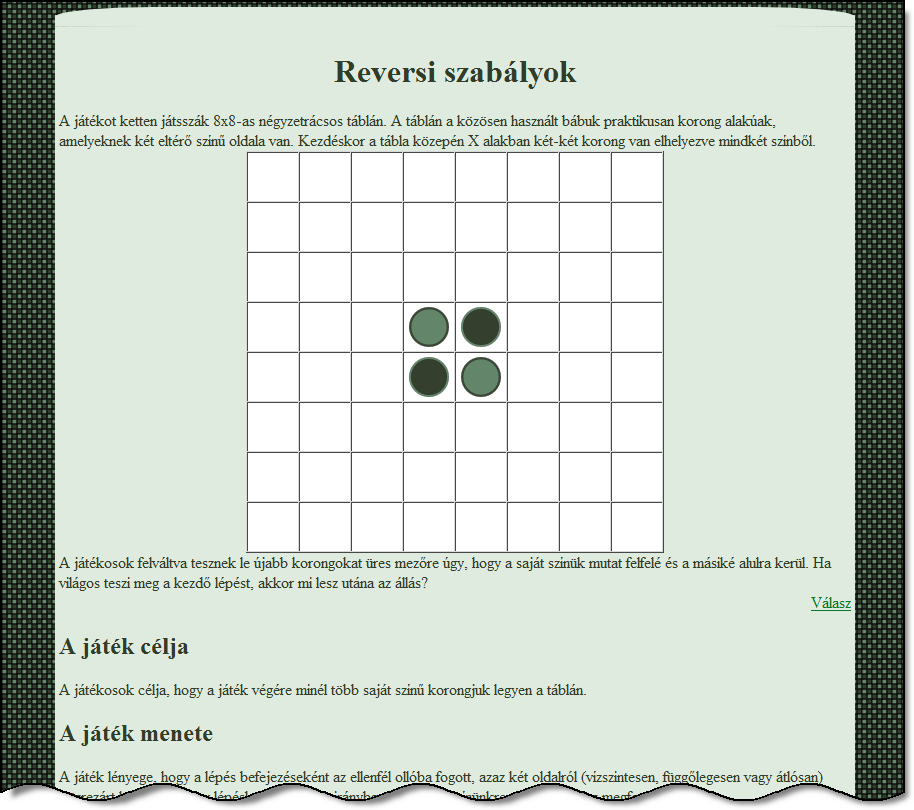 Reversi szabályok
A játékot ketten játsszák 8x8-as négyzetrácsos táblán. A táblán a közösen használt bábuk praktikusan korong alakúak,
amelyeknek két eltérő színű oldala van. Kezdéskor a tábla közepén X alakban két-két korong van elhelyezve mindkét színből.
A játékosok felváltva tesznek le újabb korongokat üres mezőre úgy, hogy a saját színük mutat felfelé és a másiké alulra kerül. Ha
világos teszi meg a kezdő lépést, akkor mi lesz utána az állás?
Válasz
A játék célja
A játékosok célja, hogy a játék végére minél több saját színű korongjuk legyen a táblán.
A játék menete
A játék lényege, hogy a lépés befejezéseként az ellenfél ollóba fogott, azaz két oldalról (vízszintesen, függőlegesen vagy átlósan)